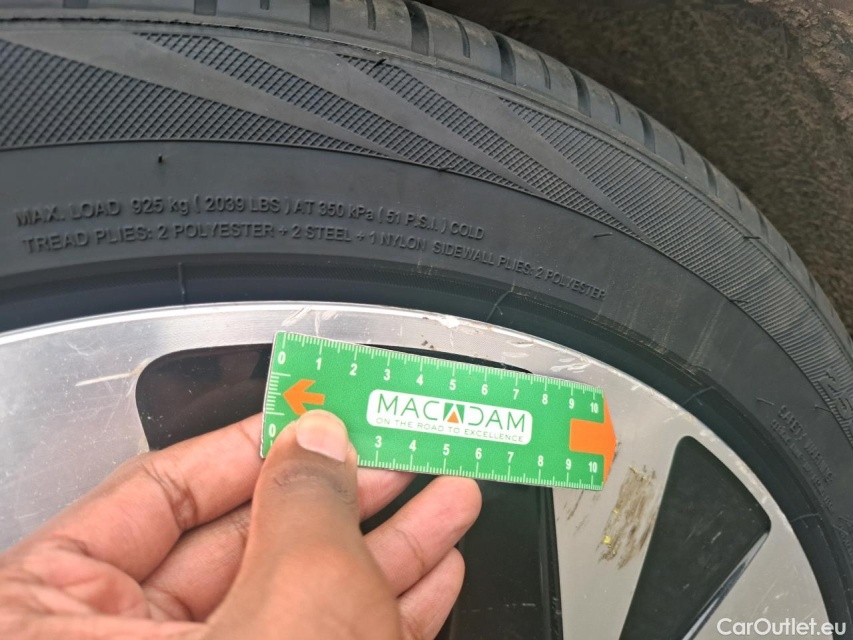 MAX. LOAD 925 kg ( 2039 LBS ) AT 350 kPa ( 51 P.S.I. ) COLD
TREAD PLIES: 2 POLYESTER + 2 STEEL + 1 NYLON SIDEWALL PLIES: 2 POLYESTER
0 1 2 3 4 5 6 7 8 9 10
MACADAM
ON THE ROAD TO EXCELLENCE
0 3 4 5 6 7 8 9 10
CarOutlet.eu